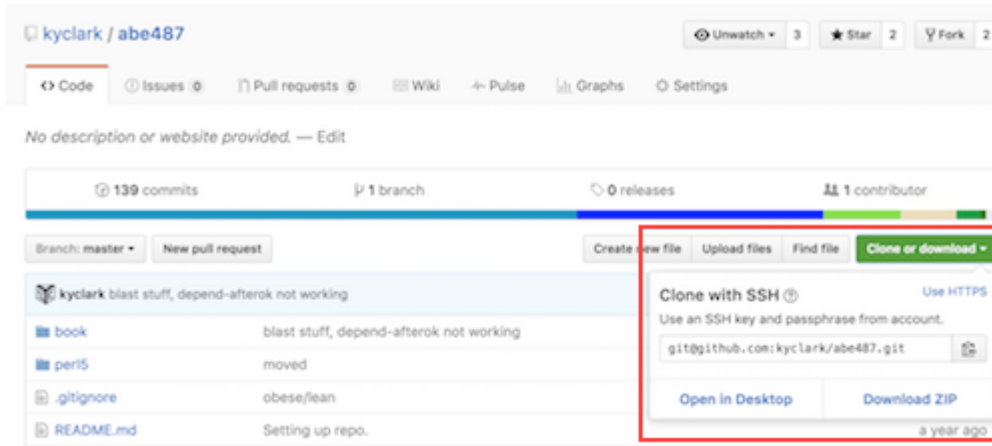 kyclark / abe487
Unwatch 3 Star 2 Fork 2
Code Issues 0 Pull requests 0 Wiki Pulse Graphs Settings
No description or website provided. — Edit
139 commits 1 branch 0 releases 1 contributor
Branch: master New pull request Create new file Upload files Find file Clone or download
kyclark blast stuff, depend-afterok not working
Clone with SSH Use HTTPS
Use an SSH key and passphrase from account.
book blast stuff, depend-afterok not working
git@github.com:kyclark/abe487.git
perl5 moved
.gitignore obese/lean
Open in Desktop Download ZIP
README.md Setting up repo. a year ago